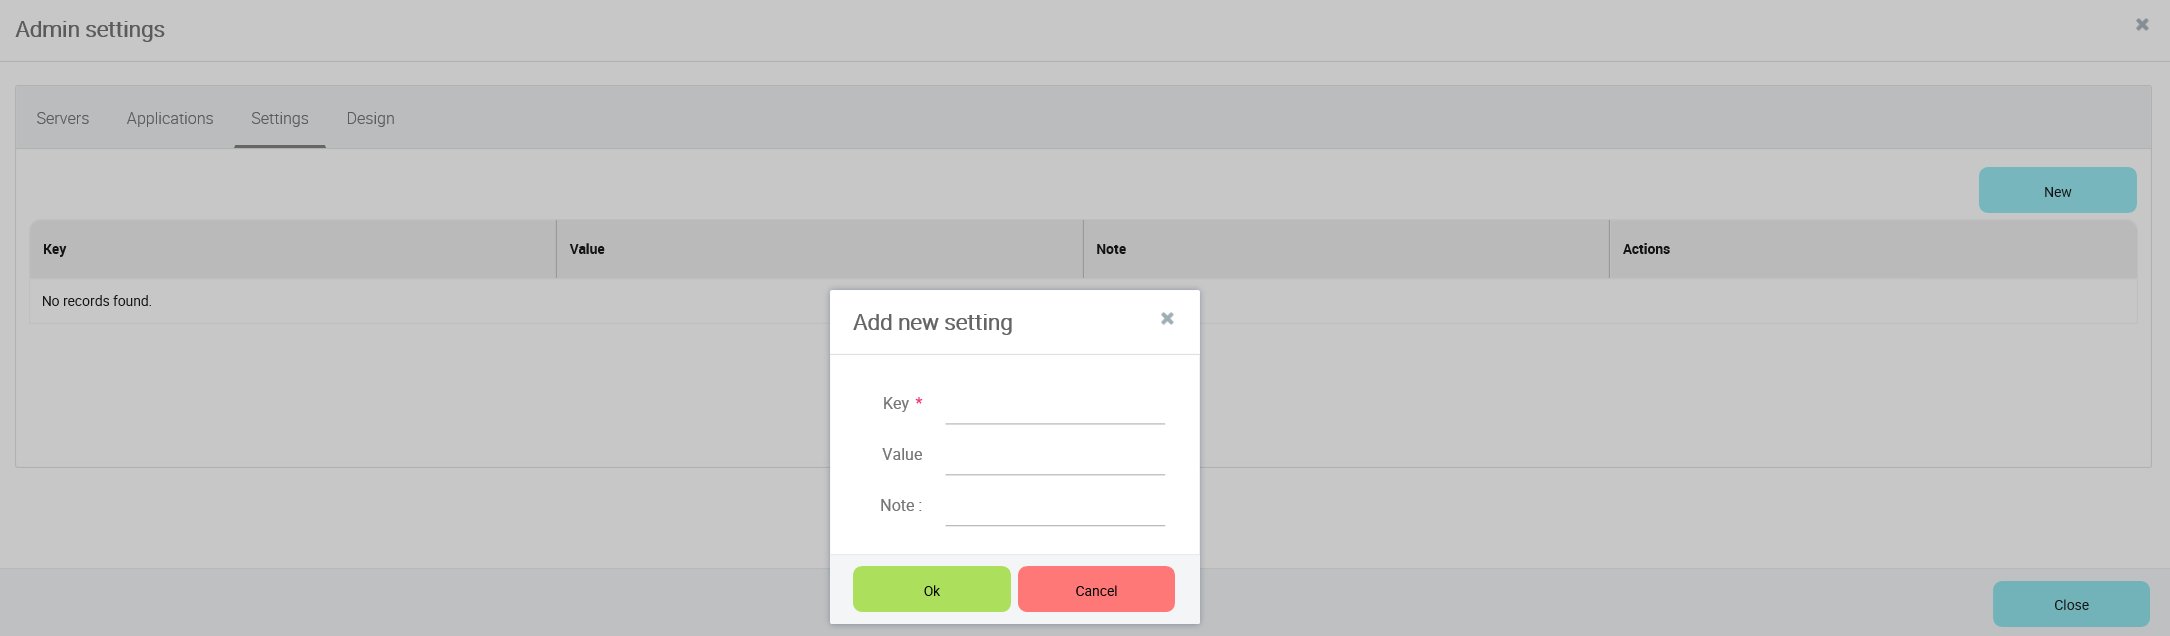 Admin settings
Servers Applications Settings Design
New
Key Value Note Actions
No records found.
Add new setting
Key *
Value
Note :
Ok Cancel
Close